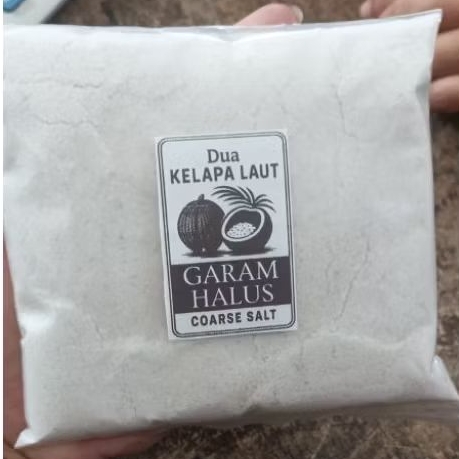 Dua
KELAPA LAUT
GARAM
HALUS
COARSE SALT